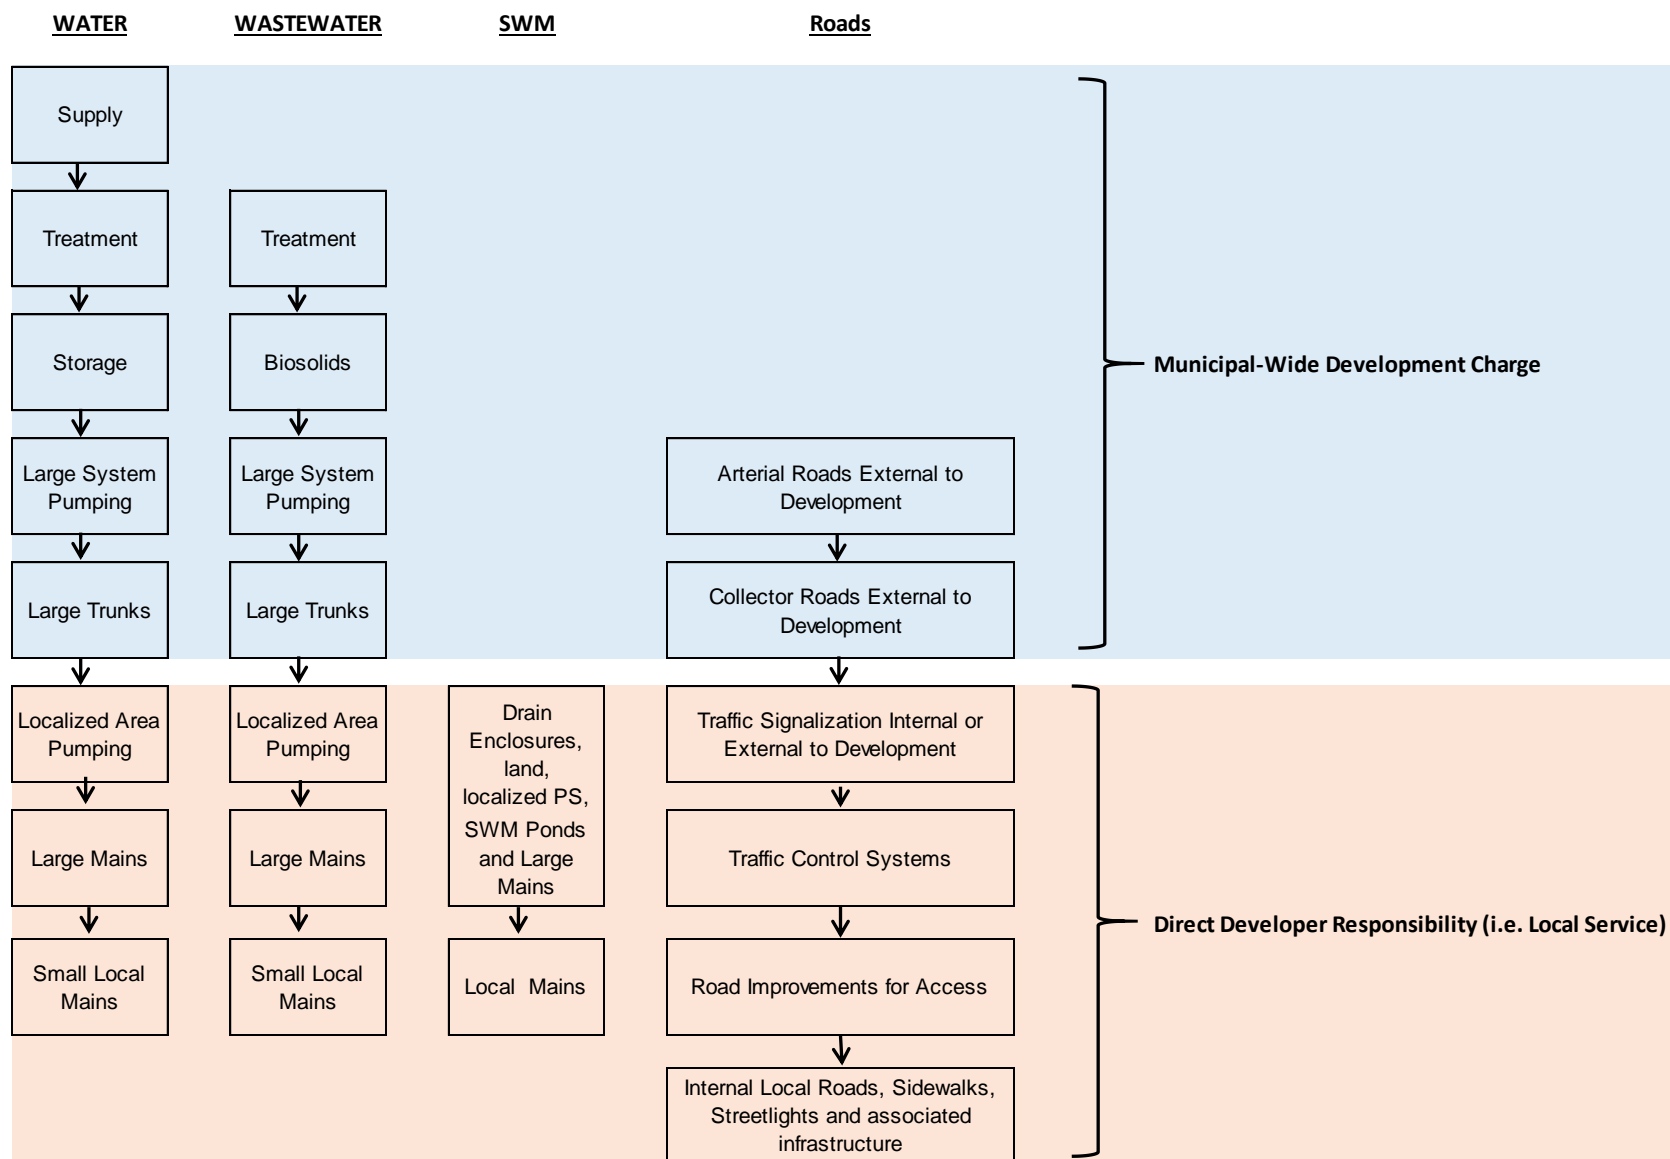 WATER
WASTEWATER
SWM
Roads
Supply
Treatment
Treatment
Storage
Biosolids
Municipal-Wide Development Charge
Large System
Pumping
Large System
Pumping
Arterial Roads External to
Development
Large Trunks
Large Trunks
Collector Roads External to
Development
Localized Area
Pumping
Localized Area
Pumping
Drain
Enclosures,
land,
localized PS,
SWM Ponds
and Large
Mains
Traffic Signalization Internal or
External to Development
Large Mains
Large Mains
Traffic Control Systems
Direct Developer Responsibility (i.e. Local Service)
Small Local
Mains
Small Local
Mains
Local Mains
Road Improvements for Access
Internal Local Roads, Sidewalks,
Streetlights and associated
infrastructure